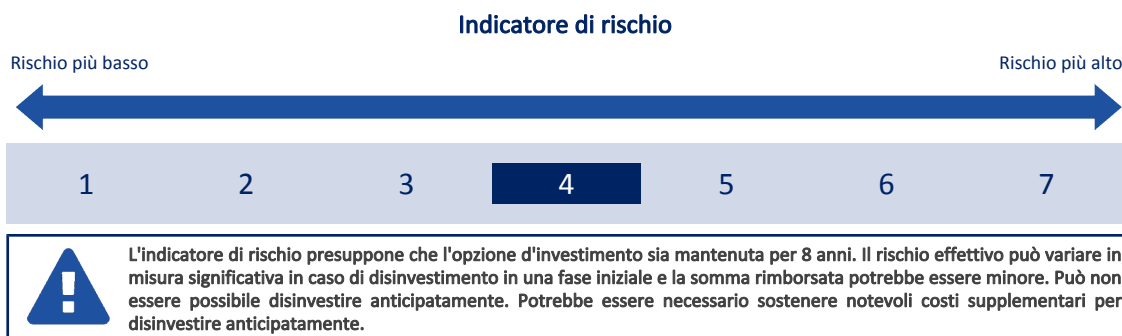 Indicatore di rischio
Rischio più basso
Rischio più alto
1 2 3 4 5 6 7
L'indicatore di rischio presuppone che l'opzione d'investimento sia mantenuta per 8 anni. Il rischio effettivo può variare in
misura significativa in caso di disinvestimento in una fase iniziale e la somma rimborsata potrebbe essere minore. Può non
essere possibile disinvestire anticipatamente. Potrebbe essere necessario sostenere notevoli costi supplementari per
disinvestire anticipatamente.